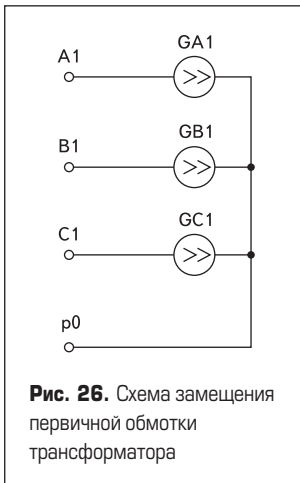 GA1
A1
GB1
B1
GC1
C1
p0
Рис. 26. Схема замещения
первичной обмотки
трансформатора